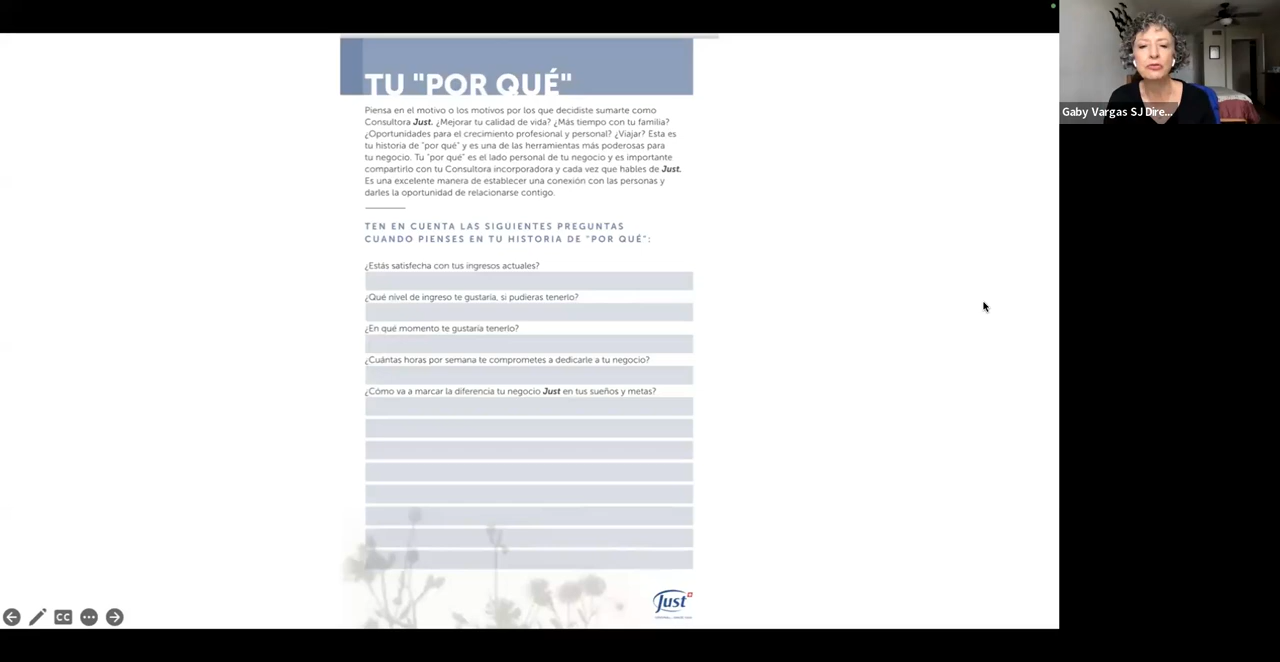 TU "POR QUÉ"
Piensa en el motivo o los motivos por los que decidiste sumarte como
Consultora Just. ¿Mejorar tu calidad de vida? ¿Más tiempo con tu familia?
¿Oportunidades para el crecimiento profesional y personal? ¿Viajar? Esta es
tu historia de "por qué" y es una de las herramientas más poderosas para
tu negocio. Tu "por qué" es el lado personal de tu negocio y es importante
compartirlo con tu Consultora incorporadora y cada vez que hables de Just.
Es una excelente manera de establecer una conexión con las personas y
darles la oportunidad de relacionarse contigo.
TEN EN CUENTA LAS SIGUIENTES PREGUNTAS
CUANDO PIENSES EN TU HISTORIA DE "POR QUÉ":
¿Estás satisfecha con tus ingresos actuales?
¿Qué nivel de ingreso te gustaría, si pudieras tenerlo?
¿En qué momento te gustaría tenerlo?
¿Cuántas horas por semana te comprometes a dedicarle a tu negocio?
¿Cómo va a marcar la diferencia tu negocio Just en tus sueños y metas?
Just
CC
Gaby Vargas SJ Dire...